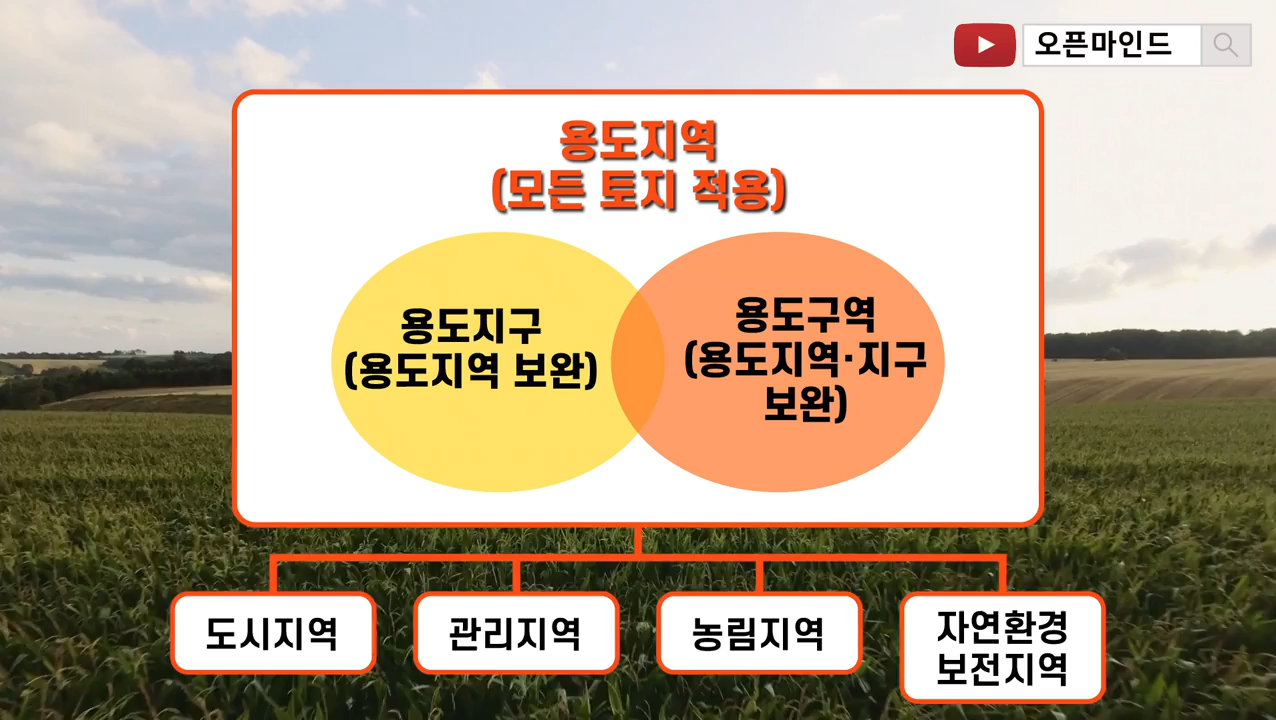 오픈마인드
용도지역
(모든 토지 적용)
용도지구
(용도지역 보완)
용도구역
(용도지역·지구
보완)
도시지역
관리지역
농림지역
자연환경
보전지역